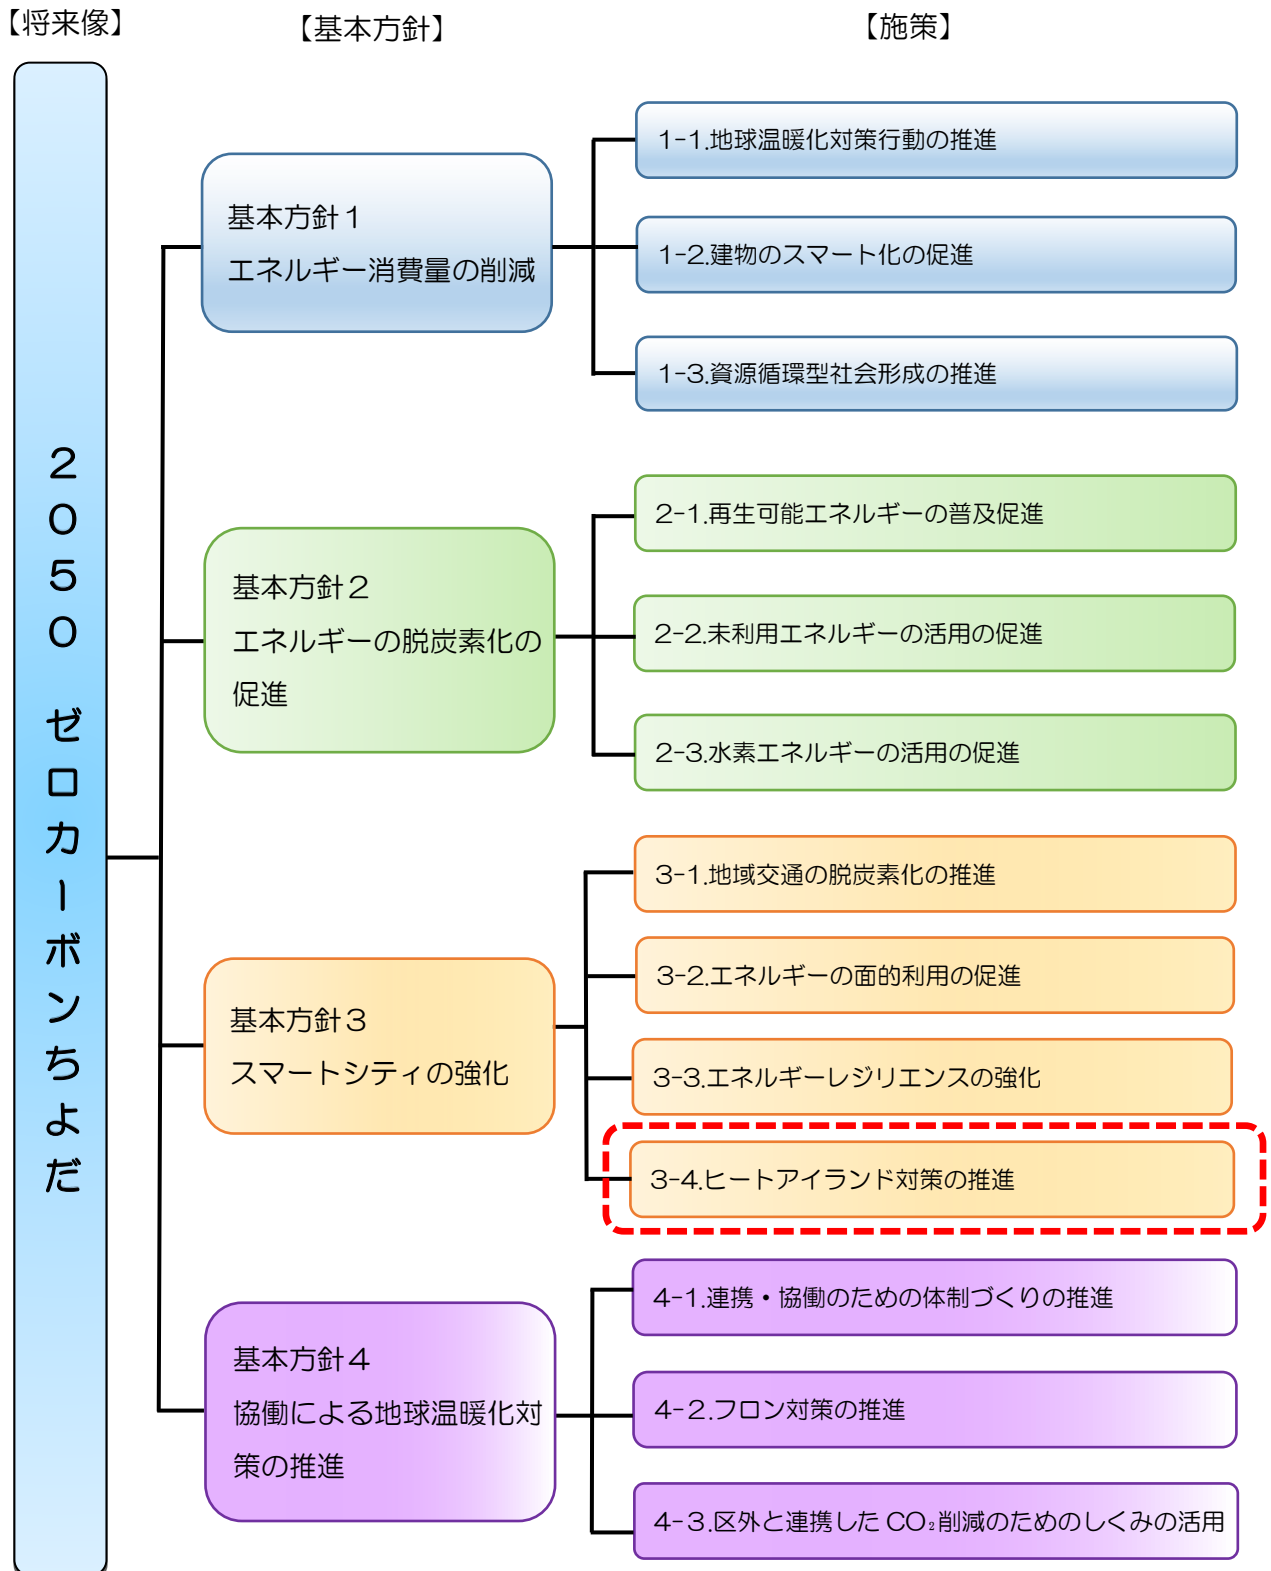 【将来像】
【基本方針】
【施策】
2050 ゼロカーボンちよだ
基本方針１
エネルギー消費量の削減
1-1.地球温暖化対策行動の推進
1-2.建物のスマート化の促進
1-3.資源循環型社会形成の推進
基本方針２
エネルギーの脱炭素化の
促進
2-1.再生可能エネルギーの普及促進
2-2.未利用エネルギーの活用の促進
2-3.水素エネルギーの活用の促進
基本方針３
スマートシティの強化
3-1.地域交通の脱炭素化の推進
3-2.エネルギーの面的利用の促進
3-3.エネルギーレジリエンスの強化
3-4.ヒートアイランド対策の推進
基本方針４
協働による地球温暖化対
策の推進
4-1.連携・協働のための体制づくりの推進
4-2.フロン対策の推進
4-3.区外と連携した CO₂削減のためのしくみの活用